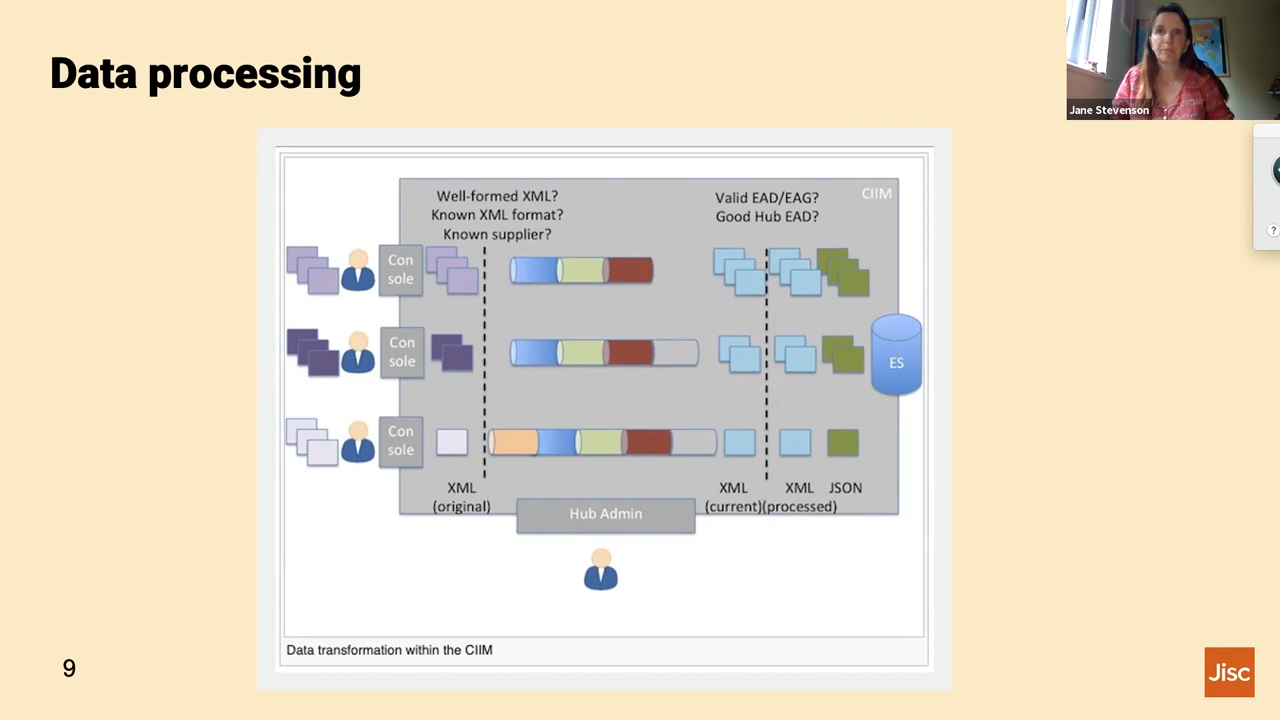 Data processing
Jane Stevenson
?
Well-formed XML?
Known XML format?
Known supplier?
Valid EAD/EAG?
Good Hub EAD?
CIIM
Con
sole
Con
sole
ES
Con
sole
XML
(original)
XML
(current)
XML
(processed)
JSON
Hub Admin
Data transformation within the CIIM
9
Jisc